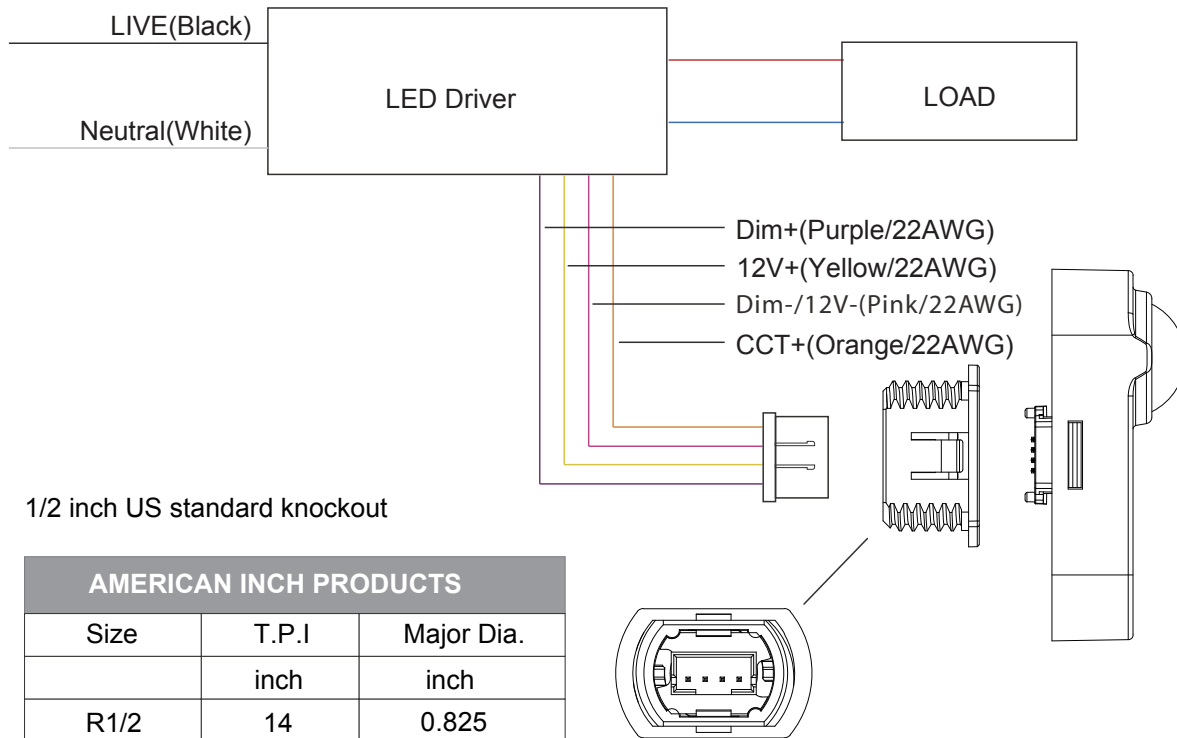 LIVE(Black)
LED Driver
LOAD
Neutral(White)
Dim+(Purple/22AWG)
12V+(Yellow/22AWG)
Dim-/12V-(Pink/22AWG)
CCT+(Orange/22AWG)
1/2 inch US standard knockout
AMERICAN INCH PRODUCTS
Size T.P.I Major Dia.
inch inch
R1/2 14 0.825